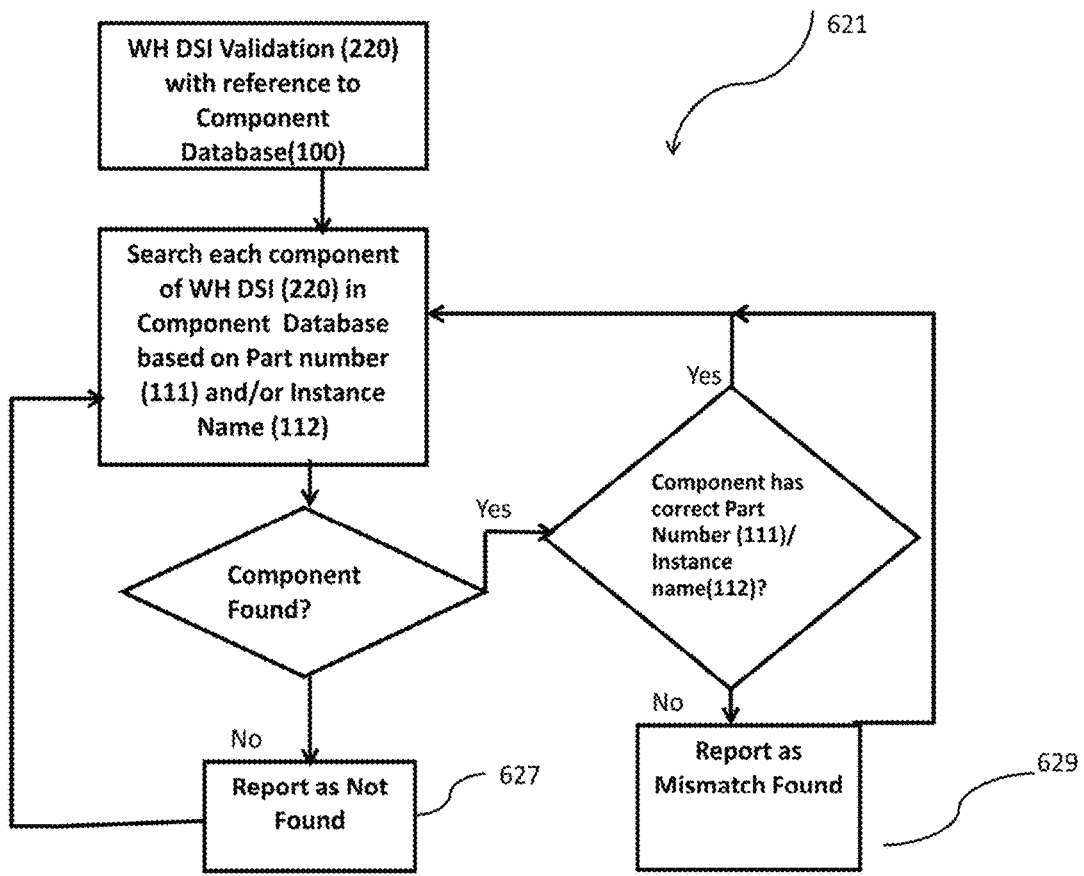 WH DSI Validation (220)
with reference to
Component
Database(100)
621
Search each component
of WH DSI (220) in
Component Database
based on Part number
(111) and/or Instance
Name (112)
Yes
Component has
correct Part
Number (111)/
Instance
name(112)?
Yes
Component
Found?
No
Report as Mismatch Found
No
Report as Not
Found
627
629